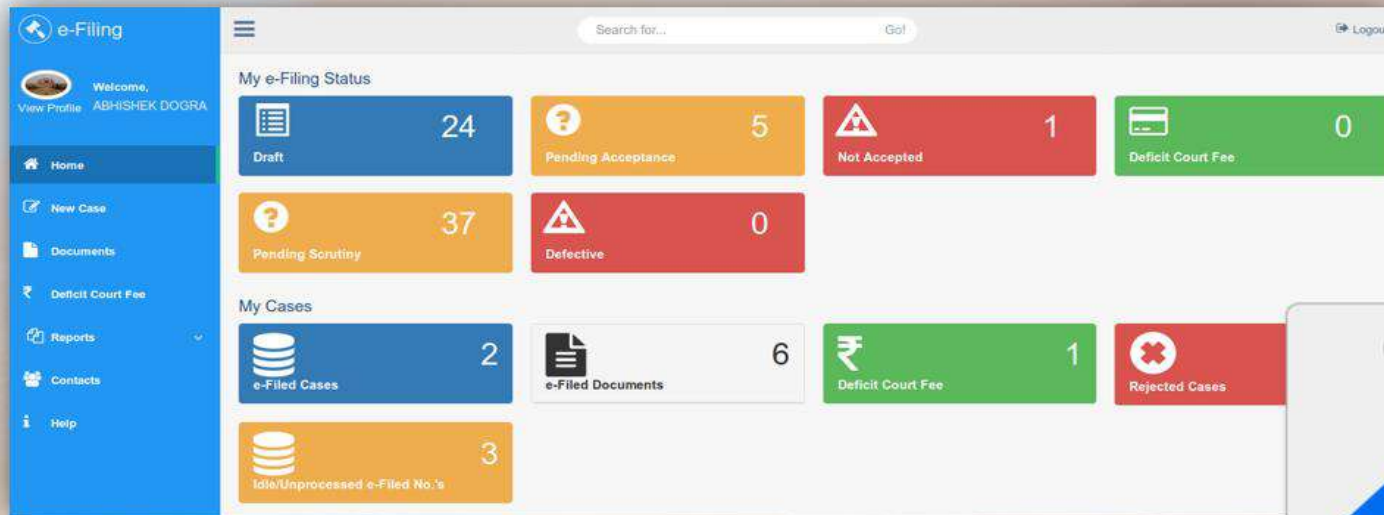 e-Filing
Search for...
Go!
Welcome,
View Profile ABHISHEK DOGRA
Home
New Case
Documents
Deficit Court Fee
Reports
Contacts
Help
My e-Filing Status
24
Draft
5
Pending Acceptance
1
Not Accepted
0
Deficit Court Fee
37
Pending Scrutiny
0
Defective
My Cases
2
e-Filed Cases
6
e-Filed Documents
₹ 1
Deficit Court Fee
Rejected Cases
3
Idle/Unprocessed e-Filed No.'s